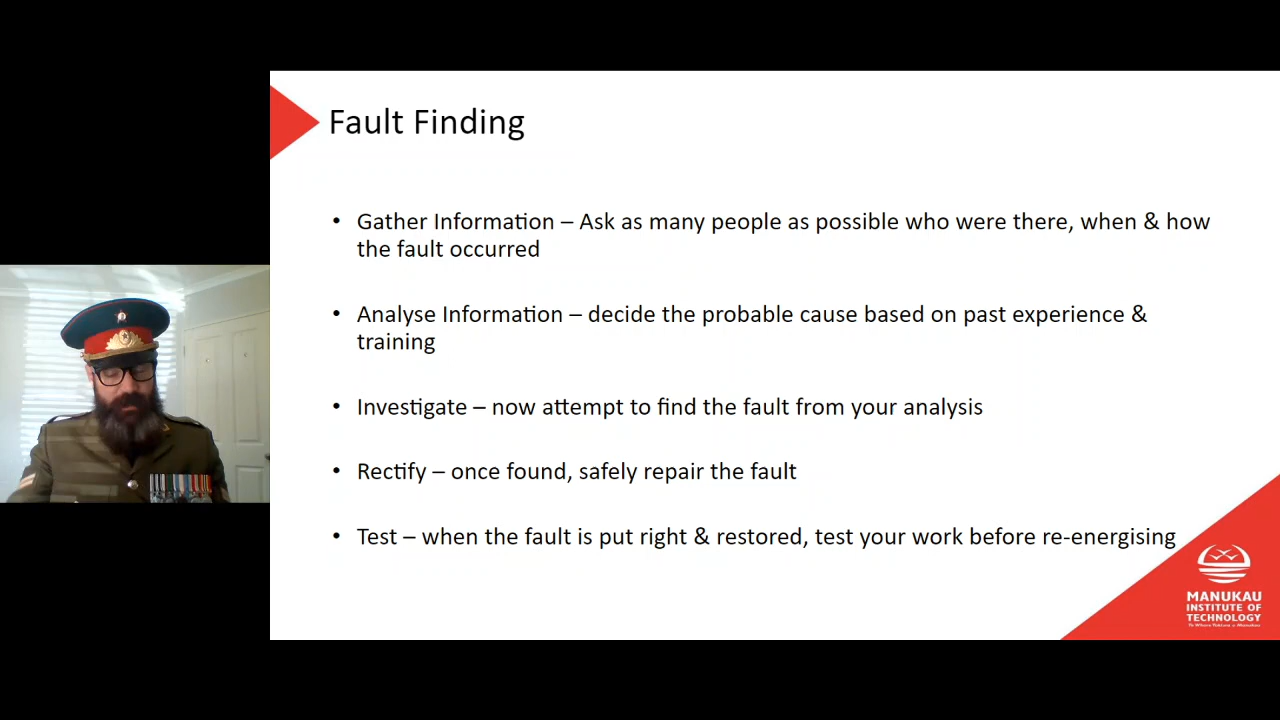 Fault Finding
• Gather Information – Ask as many people as possible who were there, when & how
the fault occurred
• Analyse Information – decide the probable cause based on past experience &
training
• Investigate – now attempt to find the fault from your analysis
• Rectify – once found, safely repair the fault
• Test – when the fault is put right & restored, test your work before re-energising
MANUKAU
INSTITUTE OF
TECHNOLOGY